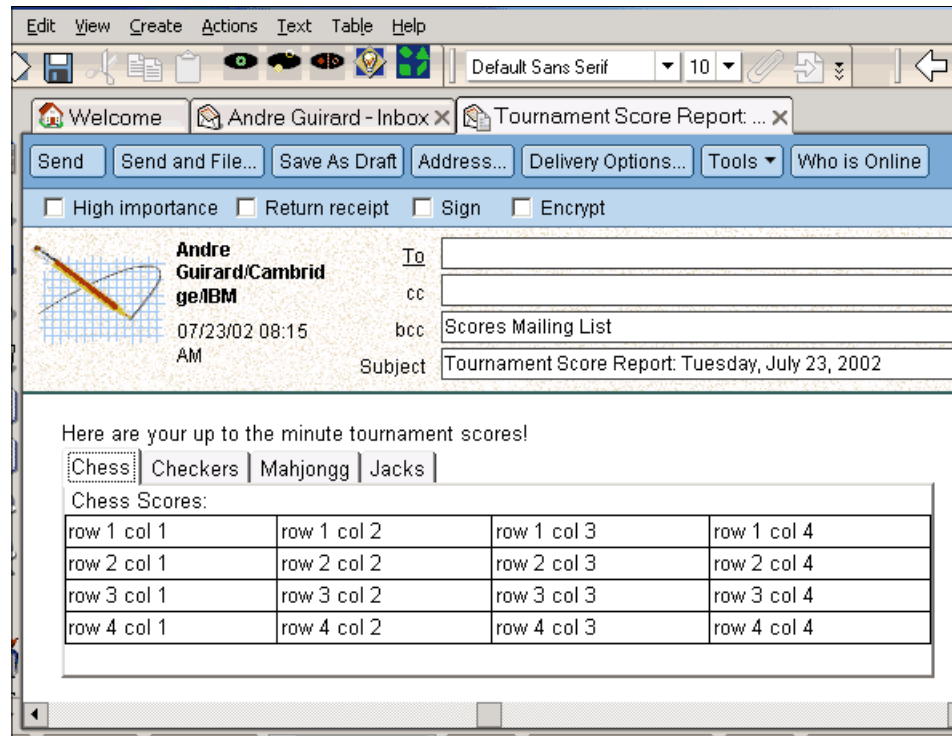 Edit View Create Actions Text Table Help
Default Sans Serif 10
Welcome Andre Guirard - Inbox Tournament Score Report: ...
Send Send and File... Save As Draft Address... Delivery Options... Tools Who is Online
High importance Return receipt Sign Encrypt
Andre
Guirard/Cambrid
ge/IBM
07/23/02 08:15
AM
To
cc
bcc Scores Mailing List
Subject Tournament Score Report: Tuesday, July 23, 2002
Here are your up to the minute tournament scores!
Chess Checkers Mahjongg Jacks
Chess Scores:
row 1 col 1 row 1 col 2 row 1 col 3 row 1 col 4
row 2 col 1 row 2 col 2 row 2 col 3 row 2 col 4
row 3 col 1 row 3 col 2 row 3 col 3 row 3 col 4
row 4 col 1 row 4 col 2 row 4 col 3 row 4 col 4